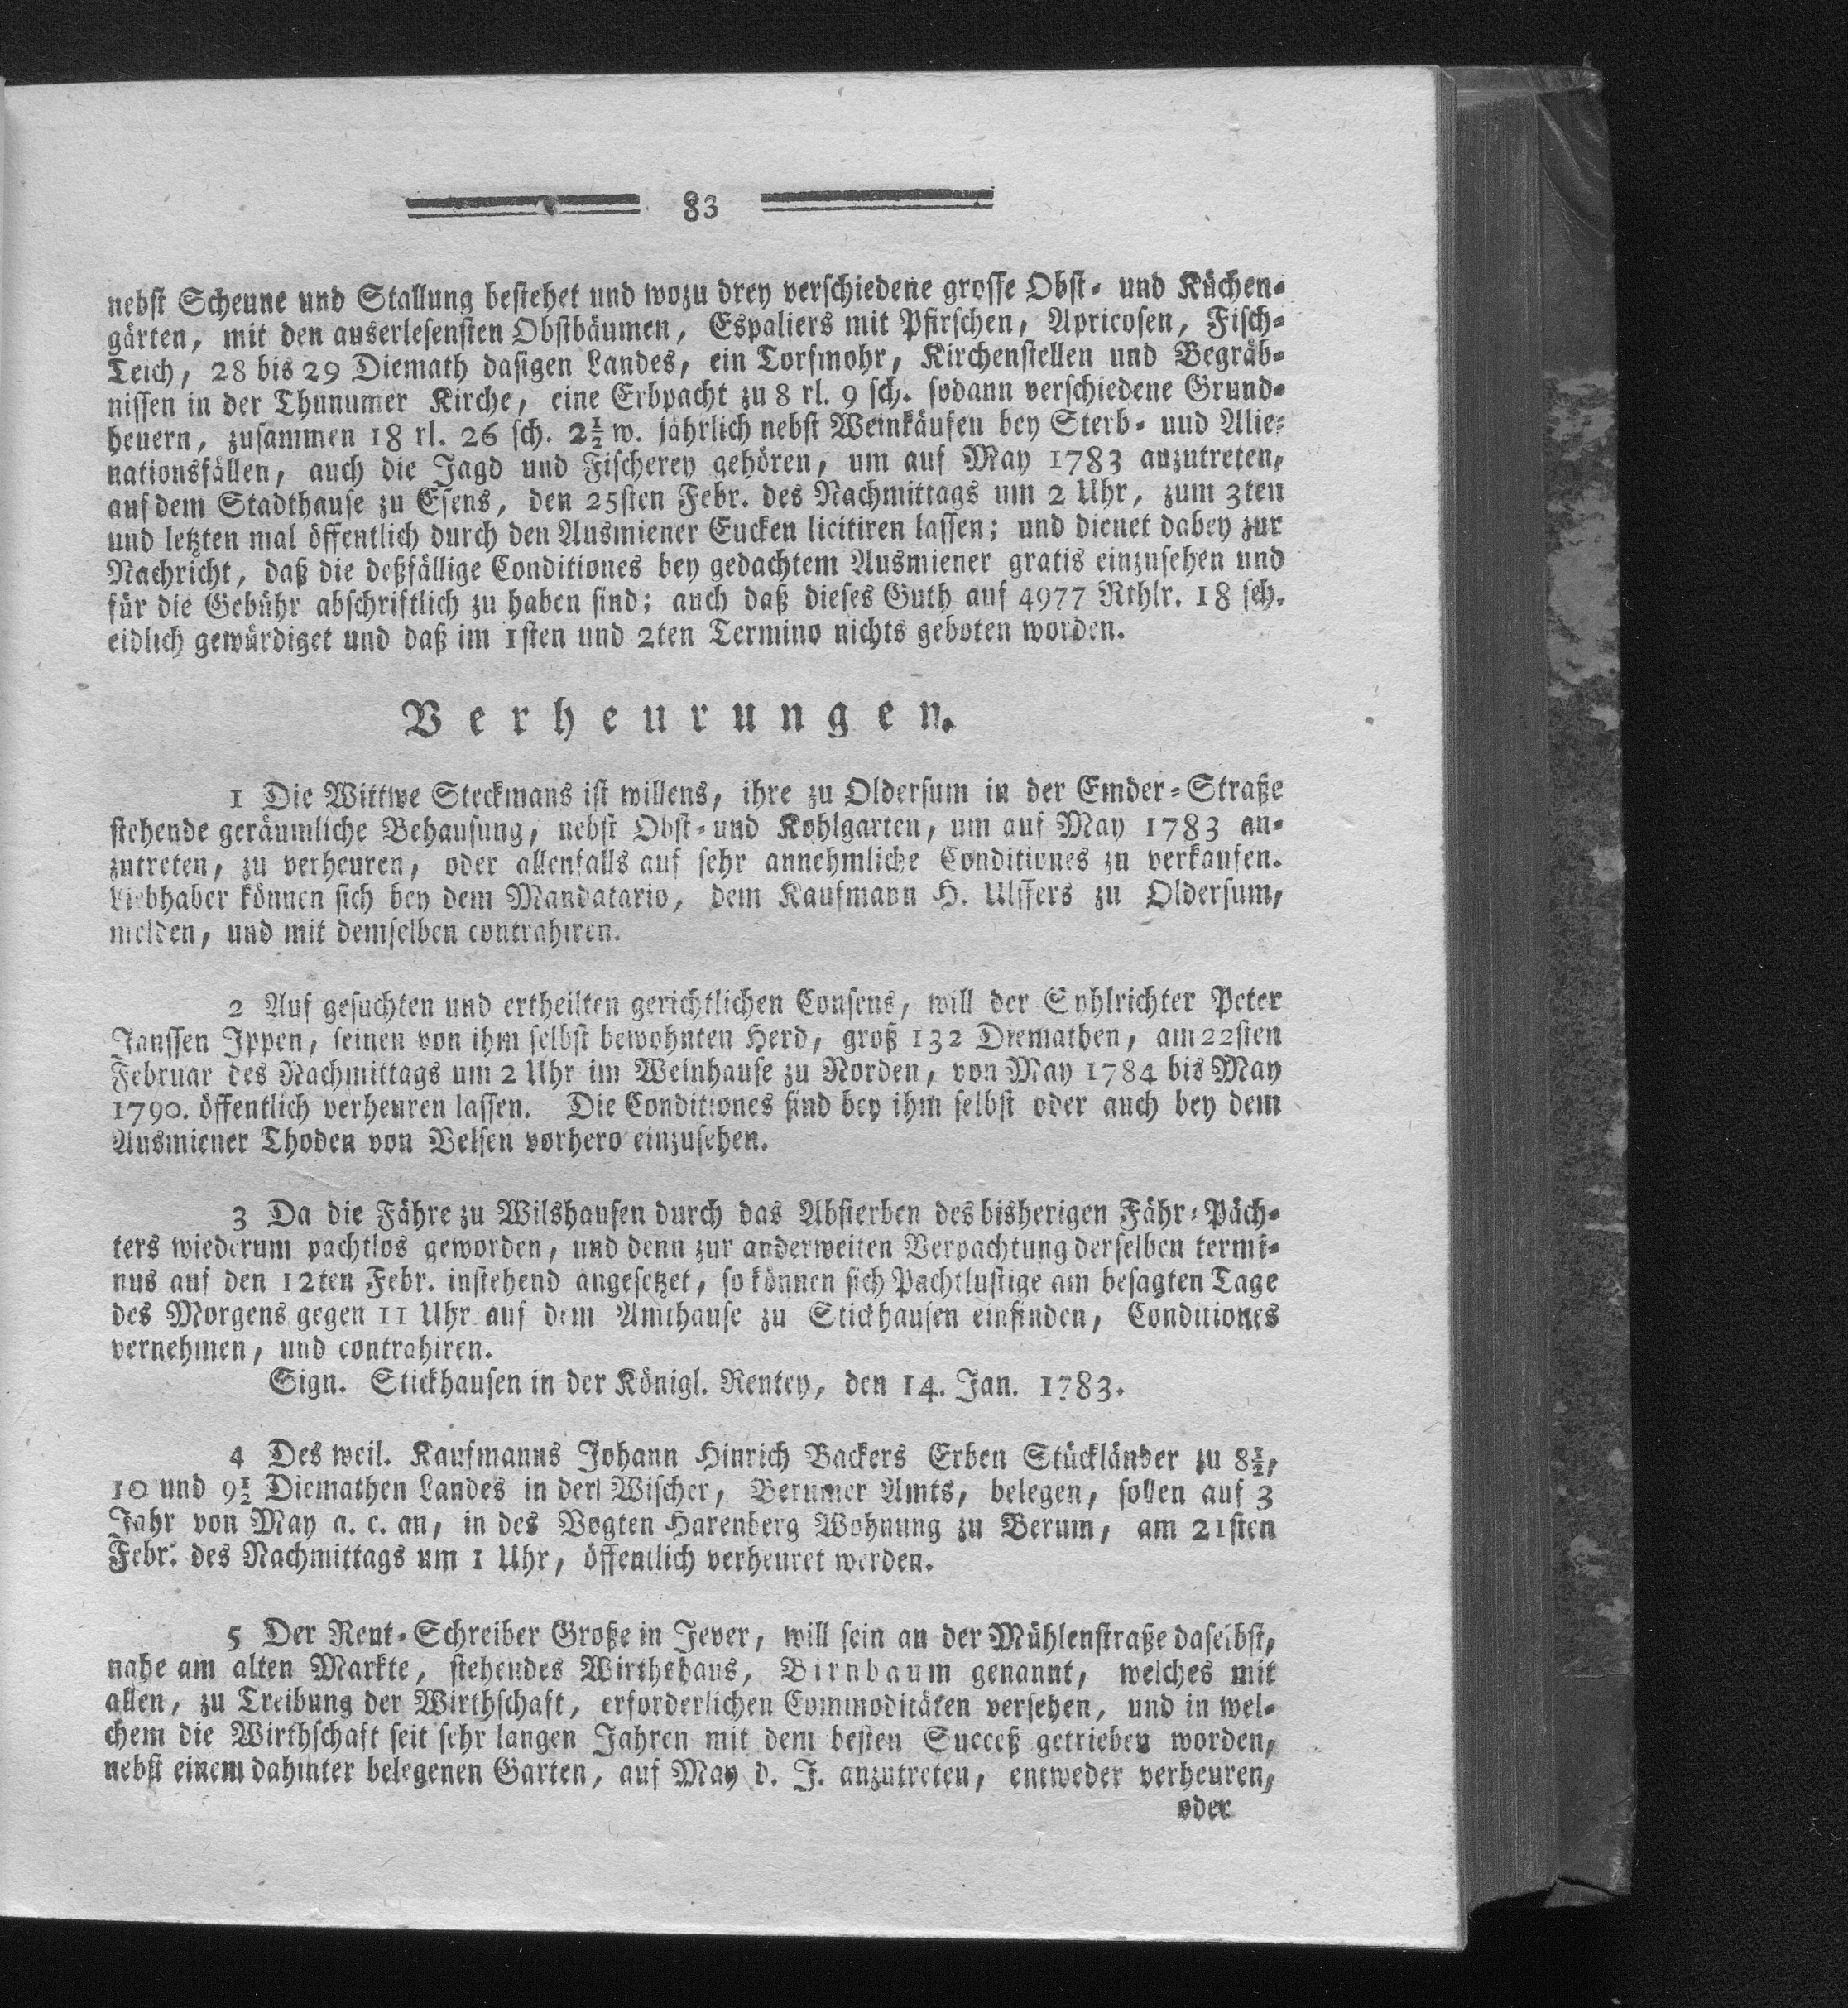 83
nebst Scheune und Stallung bestehet und wozu drey verschiedene grosse Obst- und Küchen-
gärten, mit den auserlesensten Obstbäumen, Espaliers mit Pfirschen, Apricosen, Fisch-
Teich, 28 bis 29 Diemath dasigen Landes, ein Torfmohr, Kirchenstellen und Begräb-
nissen in der Thunumer Kirche, eine Erbpacht zu 8 rl. 9 sch. sodann verschiedene Grund-
heuern, zusammen 18 rl. 26 sch. 2½ w. jährlich nebst Weinkäufen bey Sterb- und Alie-
nationsfällen, auch die Jagd und Fischerey gehören, um auf May 1783 anzutreten,
auf dem Stadthause zu Esens, den 25sten Febr. des Nachmittags um 2 Uhr, zum 3ten
und letzten mal öffentlich durch den Ausmiener Eucken licitiren lassen; und dienet dabey zur
Nachricht, daß die deßfällige Conditiones bey gedachtem Ausmiener gratis einzusehen und
für die Gebühr abschriftlich zu haben sind; auch daß dieses Guth auf 4977 Rthlr. 18 sch.
eidlich gewürdiget und daß im 1sten und 2ten Termino nichts geboten worden.
Verheurungen.
1 Die Wittwe Steckmans ist willens, ihre zu Oldersum in der Emder-Straße
stehende geräumliche Behausung, nebst Obst- und Kohlgarten, um auf May 1783 an-
zutreten, zu verheuren, oder allenfalls auf sehr annehmliche Conditiones zu verkaufen.
Liebhaber können sich bey dem Mandatario, dem Kaufmann H. Ulffers zu Oldersum,
melden, und mit demselben contrahiren.
2 Auf gesuchten und ertheilten gerichtlichen Consens, will der Syhlrichter Peter
Janssen Ippen, seinen von ihm selbst bewohnten Herd, groß 132 Diemathen, am 22sten
Februar des Nachmittags um 2 Uhr im Weinhause zu Norden, von May 1784 bis May
1790. öffentlich verheuren lassen. Die Conditiones sind bey ihm selbst oder auch bey dem
Ausmiener Thoden von Velsen vorhero einzusehen.
3 Da die Fähre zu Wilshausen durch das Absterben des bisherigen Fähr-Päch-
ters wiederum pachtlos geworden, und denn zur anderweiten Verpachtung derselben termi-
nus auf den 12ten Febr. instehend angesetzet, so können sich Pachtlustige am besagten Tage
des Morgens gegen 11 Uhr auf dem Amthause zu Stickhausen einfinden, Conditiones
vernehmen, und contrahiren.
Sign. Stickhausen in der Königl. Rentey, den 14. Jan. 1783.
4 Des weil. Kaufmanns Johann Hinrich Backers Erben Stückländer zu 8½,
10 und 9½ Diemathen Landes in der Wischer, Berumer Amts, belegen, sollen auf 3
Jahr von May a. c. an, in des Vogten Harenberg Wohnung zu Berum, am 21sten
Febr. des Nachmittags um 1 Uhr, öffentlich verheuret werden.
5 Der Rent-Schreiber Große in Jever, will sein an der Mühlenstraße daselbst,
nahe am alten Markte, stehendes Wirthshaus, Birnbaum genannt, welches mit
allen, zu Treibung der Wirthschaft, erforderlichen Commoditäten versehen, und in wel-
chem die Wirthschaft seit sehr langen Jahren mit dem besten Succeß getrieben worden,
nebst einem dahinter belegenen Garten, auf May d. J. anzutreten, entweder verheuren,
oder